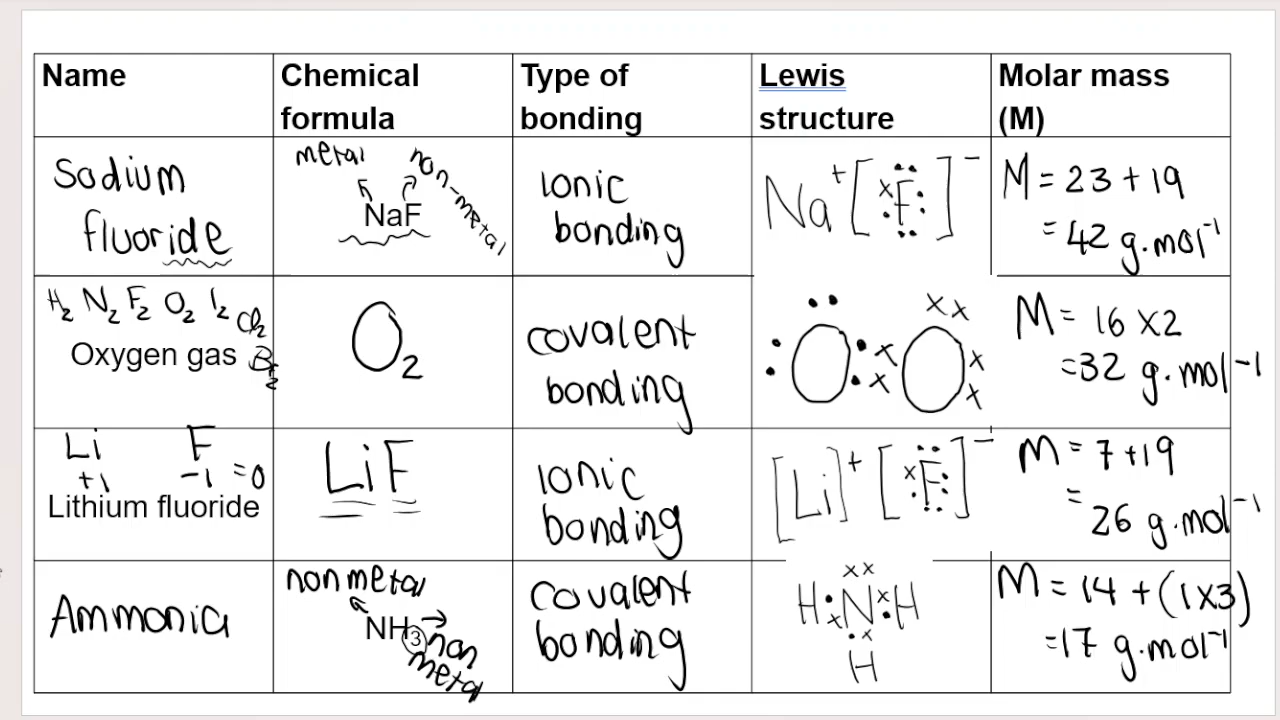 Name
Chemical formula
Type of bonding
Lewis structure
Molar mass (M)
Sodium
fluoride
metal
non-metal
NaF
Ionic
bonding
Na⁺[F]⁻
M = 23 + 19
= 42 g.mol⁻¹
H₂ N₂ F₂ O₂ I₂ Cl₂
Br₂
Oxygen gas
O₂
covalent
bonding
O O
M = 16 x 2
= 32 g.mol⁻¹
Li F
+1 -1 = 0
Lithium fluoride
LiF
Ionic
bonding
[Li]⁺ [F]⁻
M = 7 + 19
=
26 g.mol⁻¹
Ammonia
non metal
NH₃
non
metal
covalent
bonding
H N H
H
M = 14 + (1x3)
= 17 g.mol⁻¹